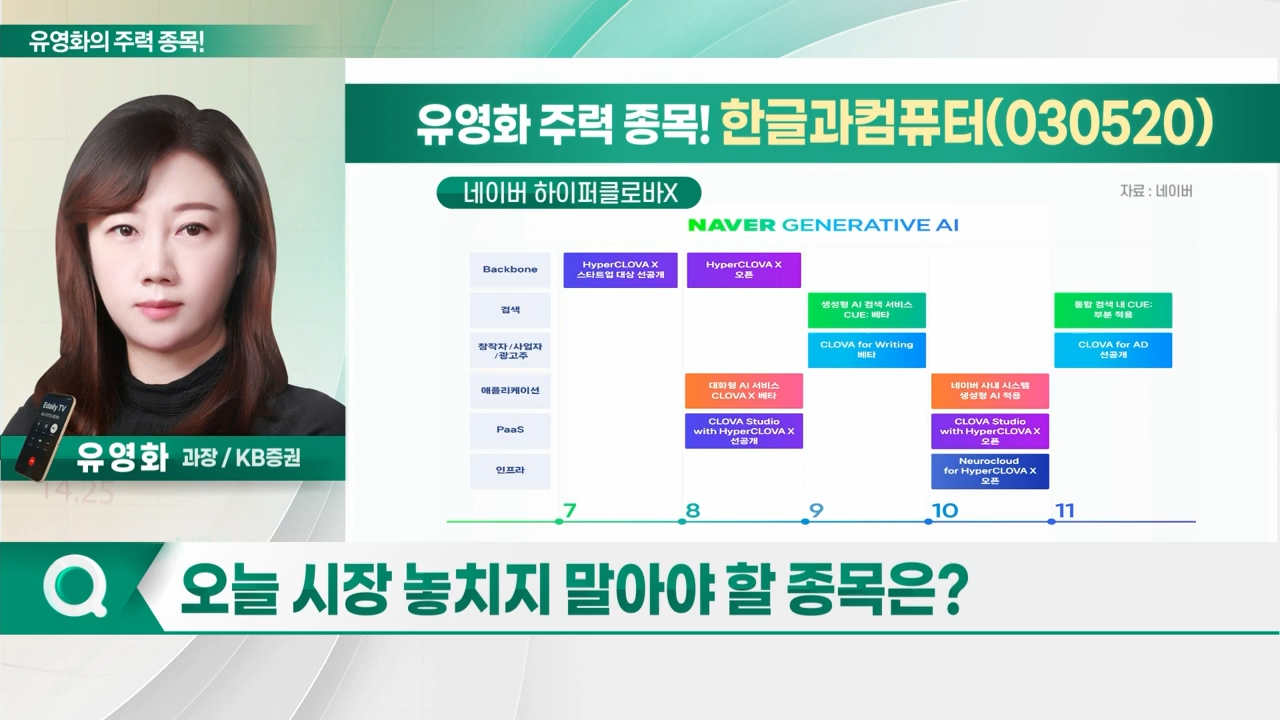 유영화의 주력 종목!
유영화 주력 종목! 한글과컴퓨터(030520)
네이버 하이퍼클로바X
자료 : 네이버
NAVER GENERATIVE AI
Backbone
HyperCLOVA X
스타트업 대상 선공개
HyperCLOVA X
오픈
검색
생성형 AI 검색 서비스
CUE: 베타
통합 검색 내 CUE:
부분 적용
창작자/사업자
/광고주
CLOVA for Writing
베타
CLOVA for AD
선공개
애플리케이션
대화형 AI 서비스
CLOVA X 베타
네이버 사내 시스템
생성형 AI 적용
PaaS
CLOVA Studio
with HyperCLOVA X
선공개
CLOVA Studio
with HyperCLOVA X
오픈
인프라
Neurocloud
for HyperCLOVA X
오픈
7 8 9 10 11
Edaily TV
유영화 과장 / KB증권
14.25
오늘 시장 놓치지 말아야 할 종목은?